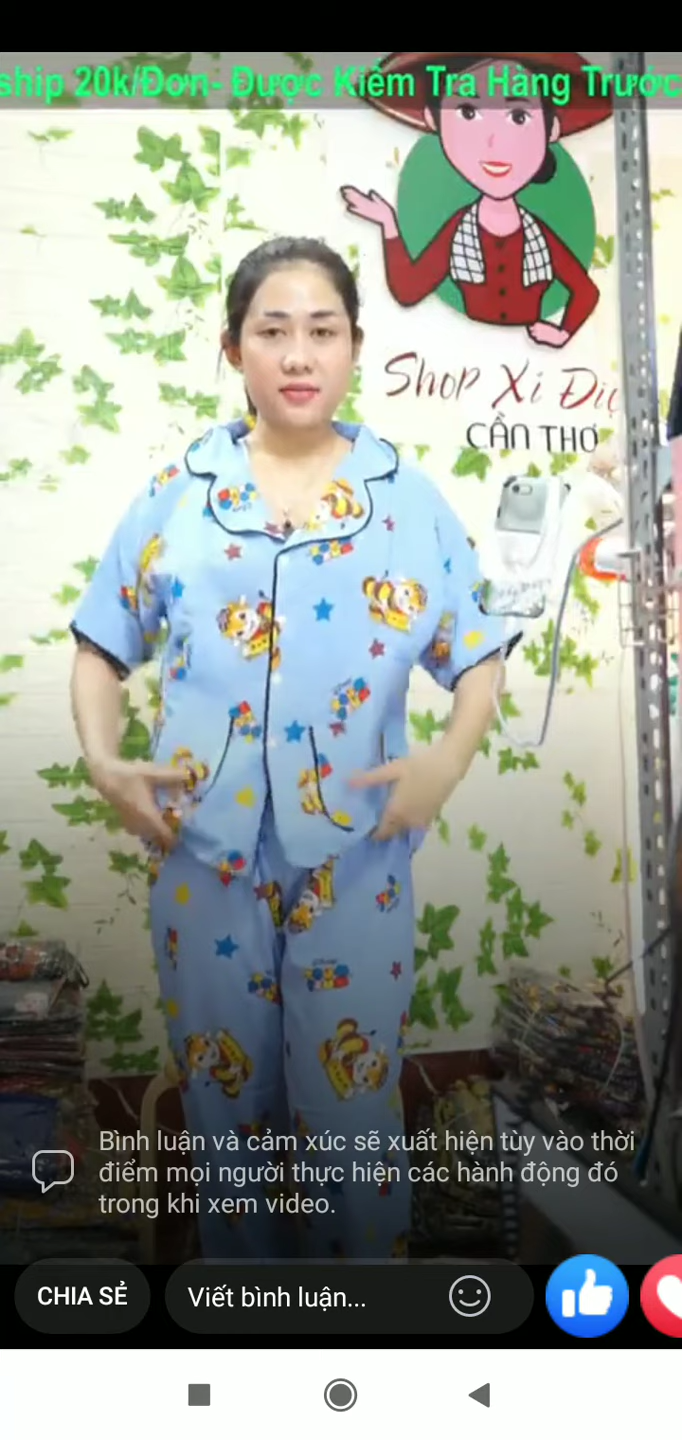 ship 20k/Đơn- Được Kiểm Tra Hàng Trước
Shop Xi
CẦN THƠ
Bình luận và cảm xúc sẽ xuất hiện tùy vào thời
điểm mọi người thực hiện các hành động đó
trong khi xem video.
CHIA SẺ
Viết bình luận...